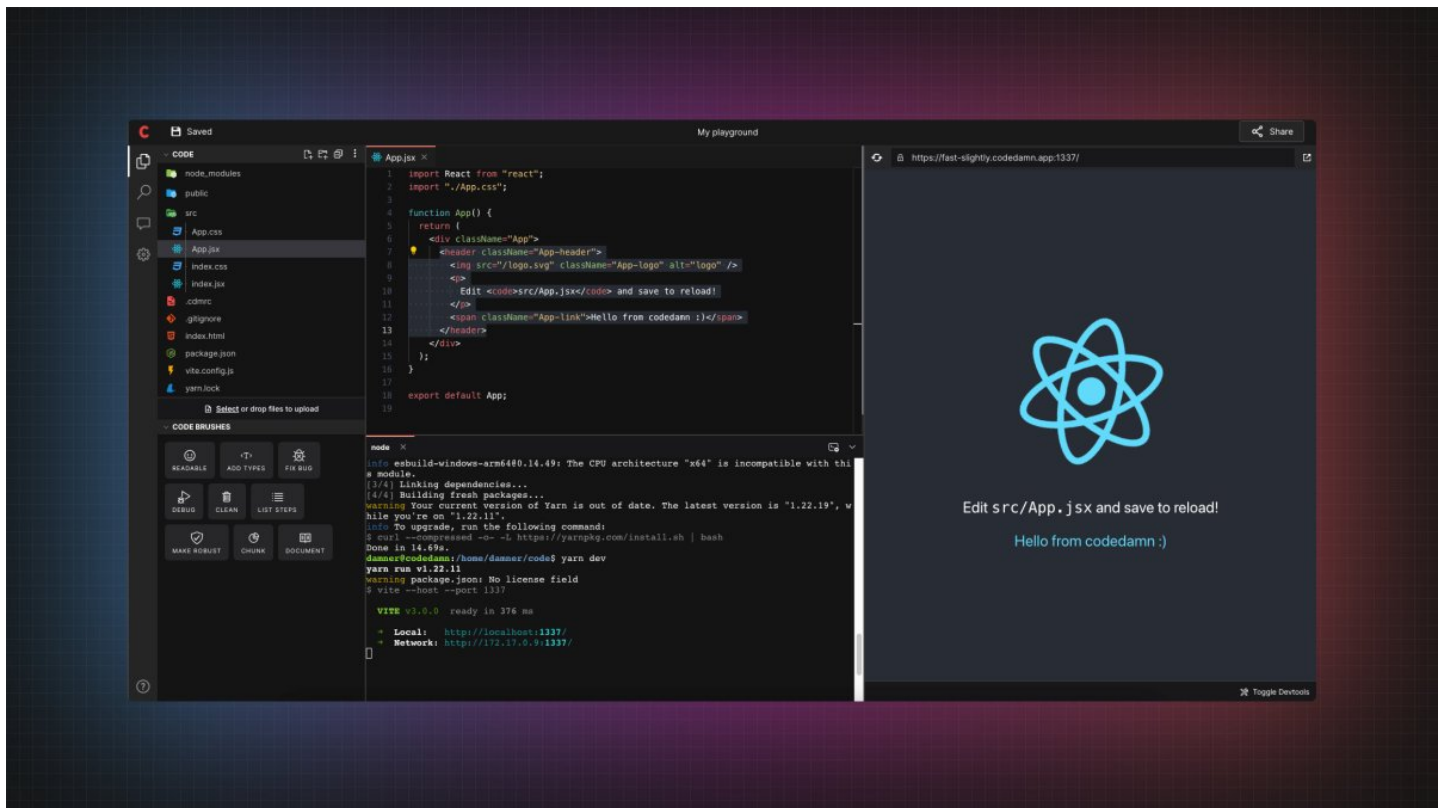 C
Saved
My playground
Share
CODE
node_modules
public
src
App.css
App.jsx
index.css
index.jsx
.cdmrc
.gitignore
index.html
package.json
vite.config.js
yarn.lock
Select or drop files to upload
CODE BRUSHES
READABLE
ADD TYPES
FIX BUG
DEBUG
CLEAN
LIST STEPS
MAKE ROBUST
CHUNK
DOCUMENT
App.jsx
1 import React from "react";
2 import "./App.css";
3
4 function App() {
5 return (
6 <div className="App">
7 <header className="App-header">
8 <img src="/logo.svg" className="App-logo" alt="logo" />
9 <p>
10 Edit <code>src/App.jsx</code> and save to reload!
11 </p>
12 <span className="App-link">Hello from codedamn :)</span>
13 </header>
14 </div>
15 );
16 }
17
18 export default App;
19
node
info esbuild-windows-arm64@0.14.49: The CPU architecture "x64" is incompatible with thi
s module.
[3/4] Linking dependencies...
[4/4] Building fresh packages...
warning Your current version of Yarn is out of date. The latest version is "1.22.19", w
hile you're on "1.22.11".
info To upgrade, run the following command:
$ curl --compressed -o- -L https://yarnpkg.com/install.sh | bash
Done in 14.69s.
damner@codedamn:/home/damner/code$ yarn dev
yarn run v1.22.11
warning package.json: No license field
$ vite --host --port 1337
VITE v3.0.0 ready in 376 ms
➜ Local: http://localhost:1337/
➜ Network: http://172.17.0.9:1337/
https://fast-slightly.codedamn.app:1337/
Edit src/App.jsx and save to reload!
Hello from codedamn :)
Toggle Devtools